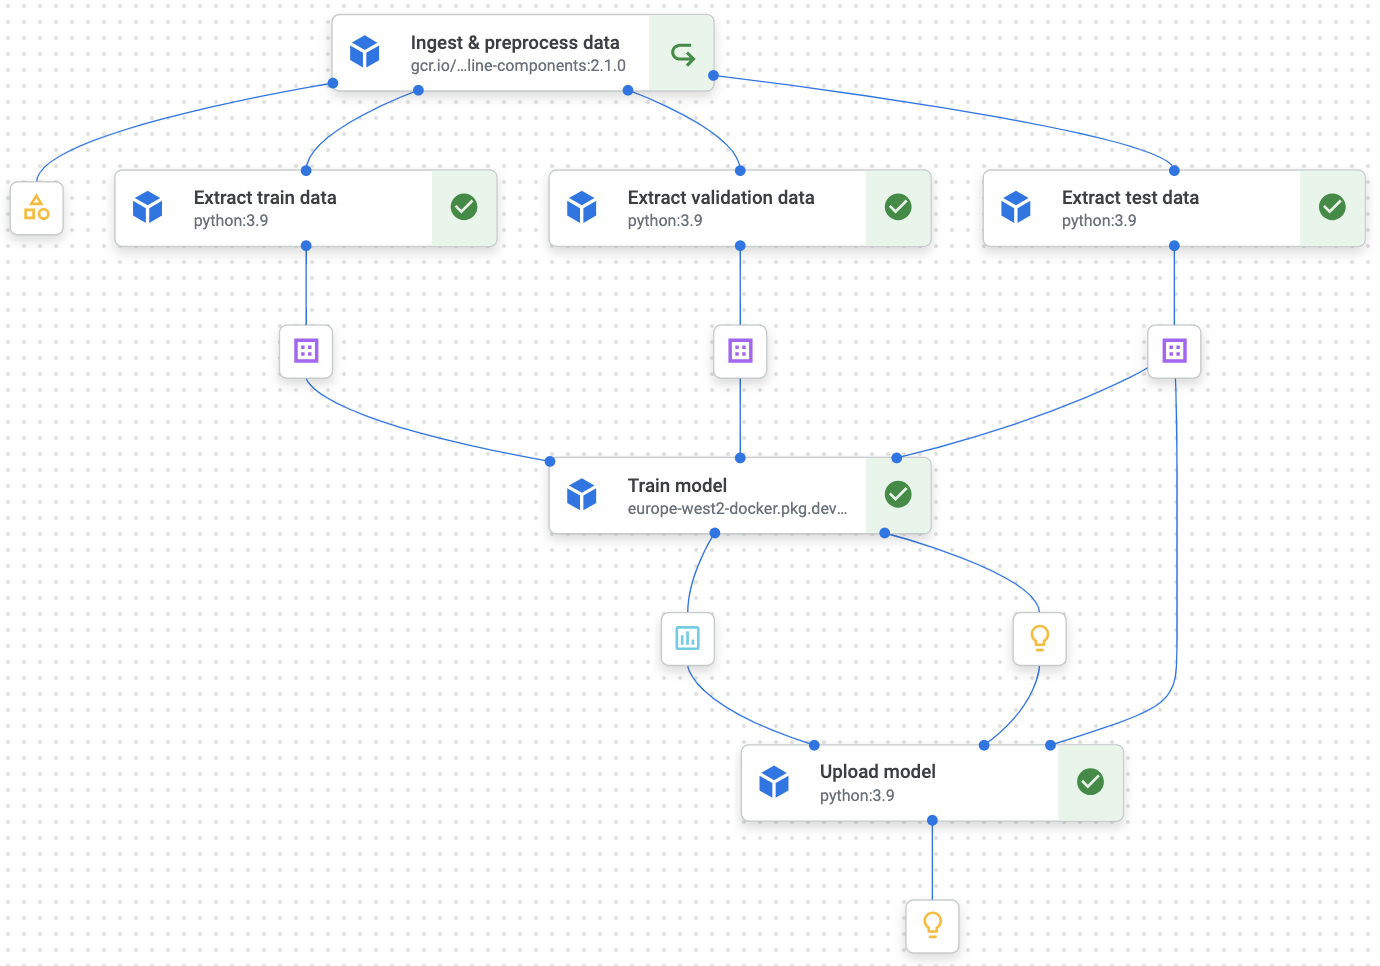 Ingest & preprocess data
gcr.io/...line-components:2.1.0
Extract train data
python:3.9
Extract validation data
python:3.9
Extract test data
python:3.9
Train model
europe-west2-docker.pkg.dev...
Upload model
python:3.9